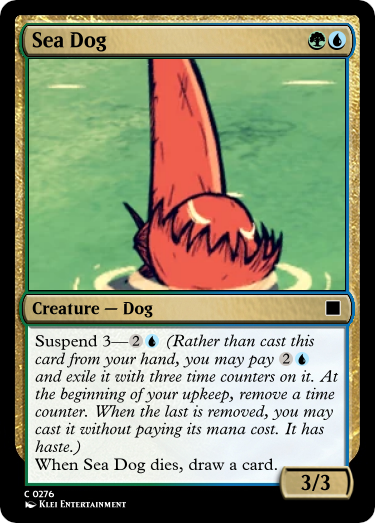 Sea Dog
Creature — Dog
Suspend 3—2 (Rather than cast this
card from your hand, you may pay 2
and exile it with three time counters on it. At
the beginning of your upkeep, remove a time
counter. When the last is removed, you may
cast it without paying its mana cost. It has
haste.)
When Sea Dog dies, draw a card.
3/3
C 0276
Klei Entertainment